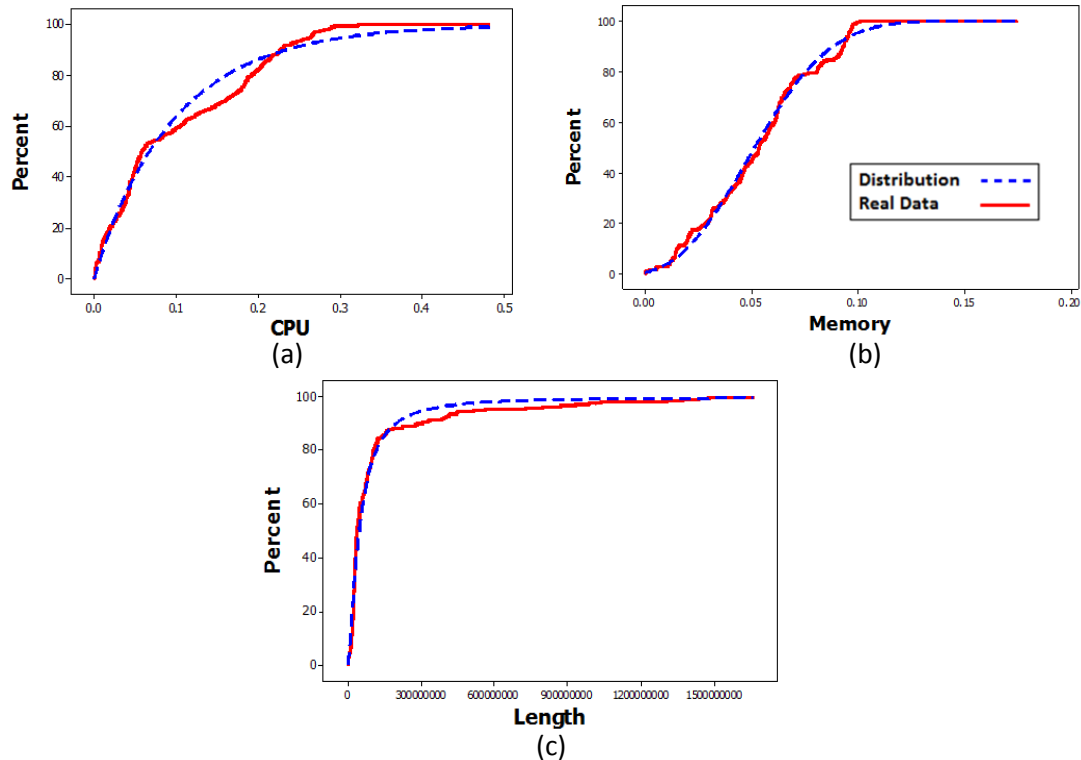 100
80
60
40
20
0
Percent
0.0 0.1 0.2 0.3 0.4 0.5
CPU
(a)
100
80
60
40
20
0
Percent
Distribution
Real Data
0.00 0.05 0.10 0.15 0.20
Memory
(b)
100
80
60
40
20
0
Percent
0 300000000 600000000 900000000 1200000000 1500000000
Length
(c)